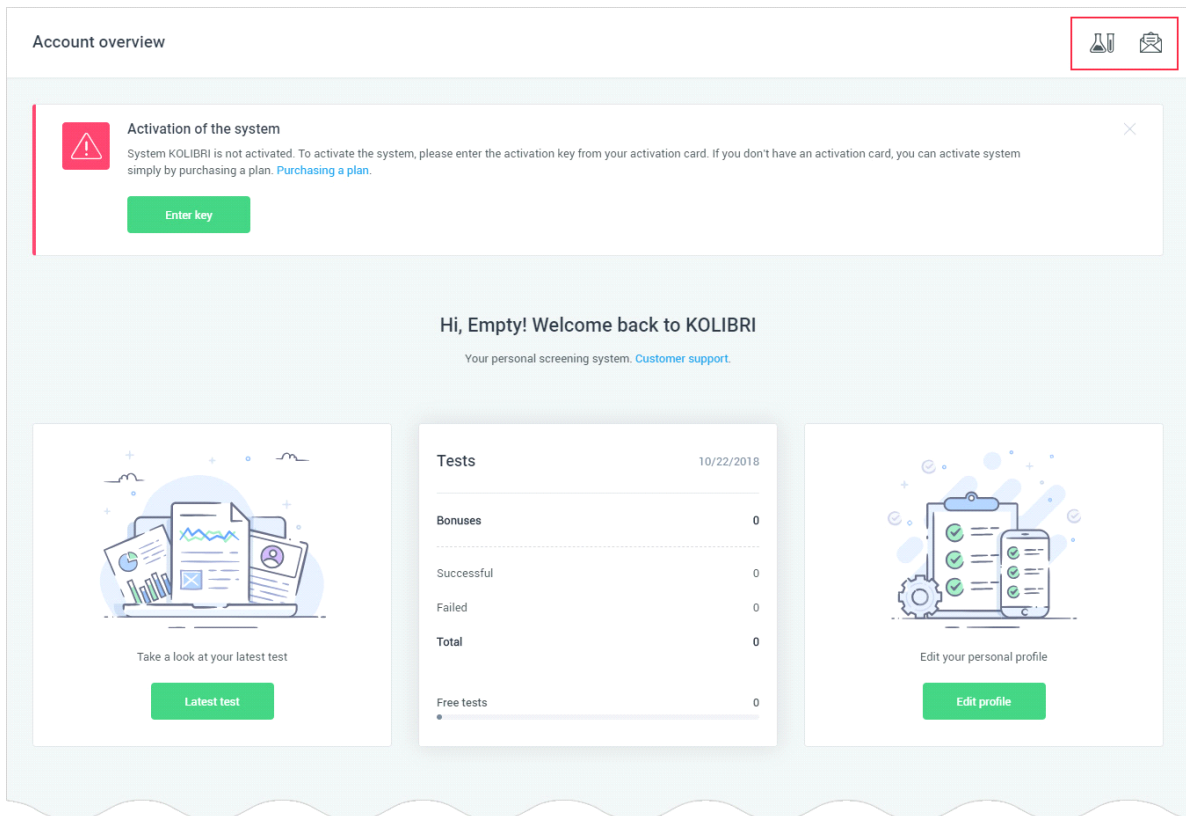 Account overview
Activation of the system
System KOLIBRI is not activated. To activate the system, please enter the activation key from your activation card. If you don't have an activation card, you can activate system
simply by purchasing a plan. Purchasing a plan.
Enter key
Hi, Empty! Welcome back to KOLIBRI
Your personal screening system. Customer support.
Take a look at your latest test
Latest test
Tests 10/22/2018
Bonuses 0
Successful 0
Failed 0
Total 0
Free tests 0
Edit your personal profile
Edit profile